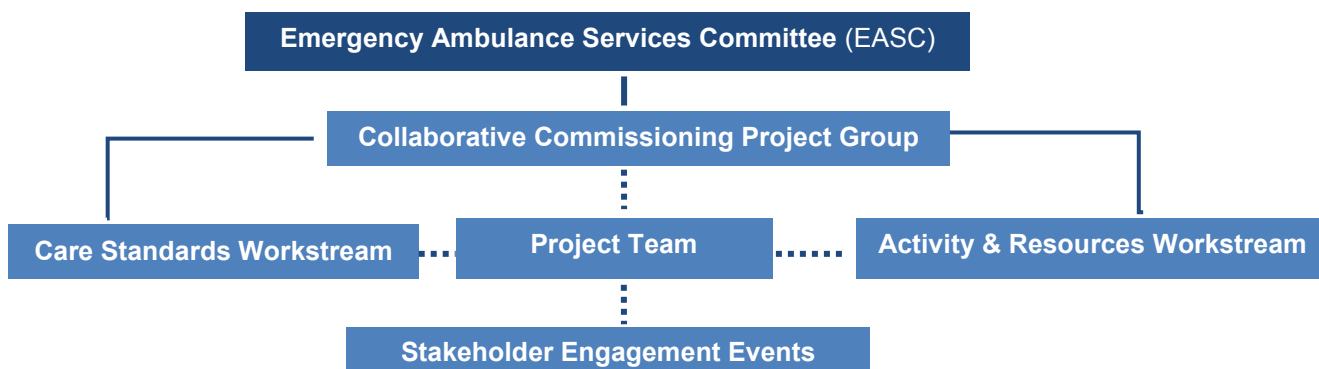 Emergency Ambulance Services Committee (EASC)
Collaborative Commissioning Project Group
Care Standards Workstream
Project Team
Activity & Resources Workstream
Stakeholder Engagement Events